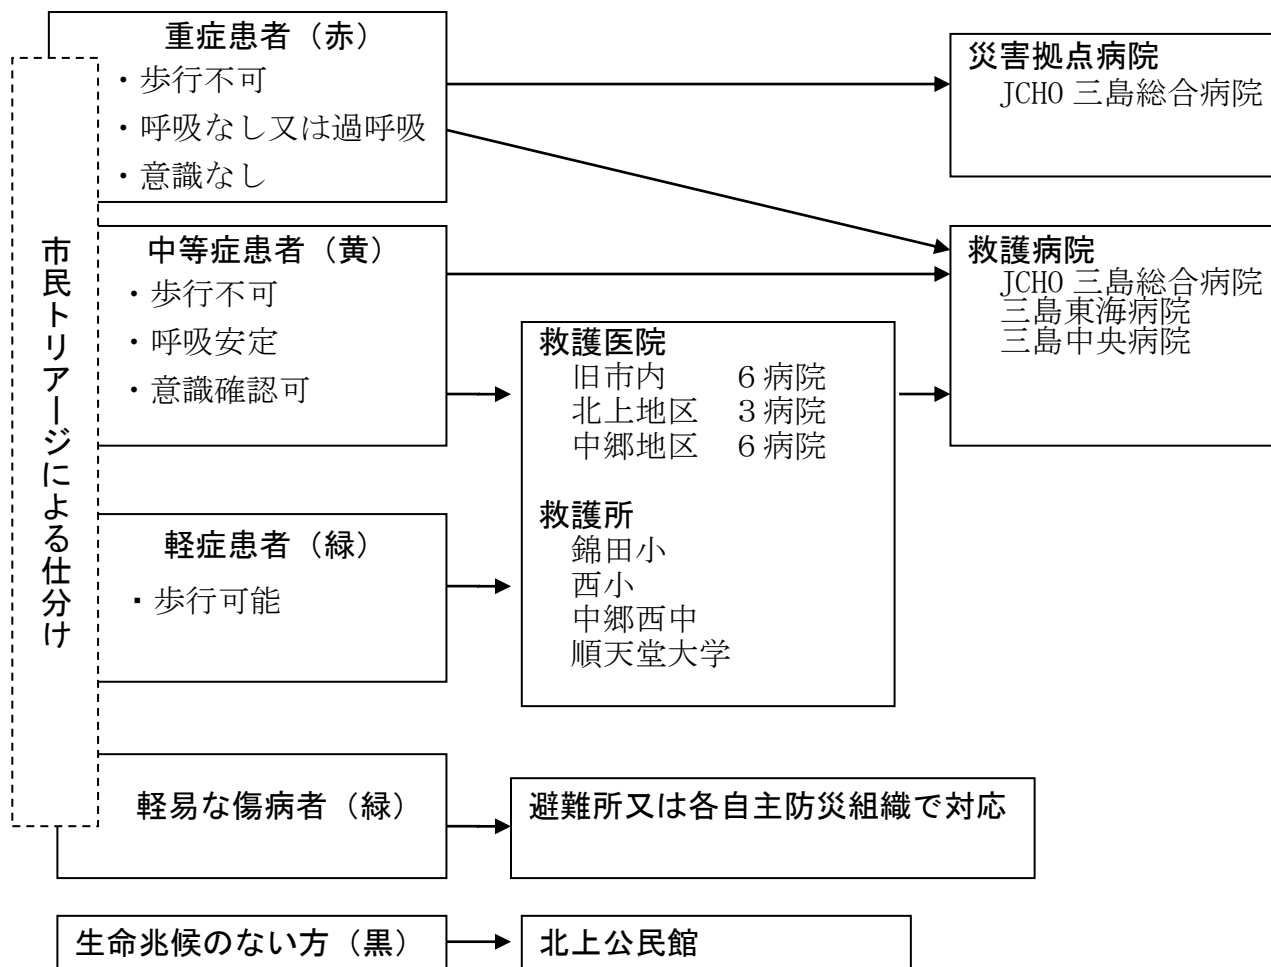 市民トリアージによる仕分け
重症患者（赤）
・歩行不可
・呼吸なし又は過呼吸
・意識なし
災害拠点病院
JCHO 三島総合病院
中等症患者（黄）
・歩行不可
・呼吸安定
・意識確認可
救護病院
JCHO 三島総合病院
三島東海病院
三島中央病院
救護医院
旧市内　　６病院
北上地区　３病院
中郷地区　６病院
救護所
錦田小
西小
中郷西中
順天堂大学
軽症患者（緑）
・歩行可能
軽易な傷病者（緑）
避難所又は各自主防災組織で対応
生命兆候のない方（黒）
北上公民館